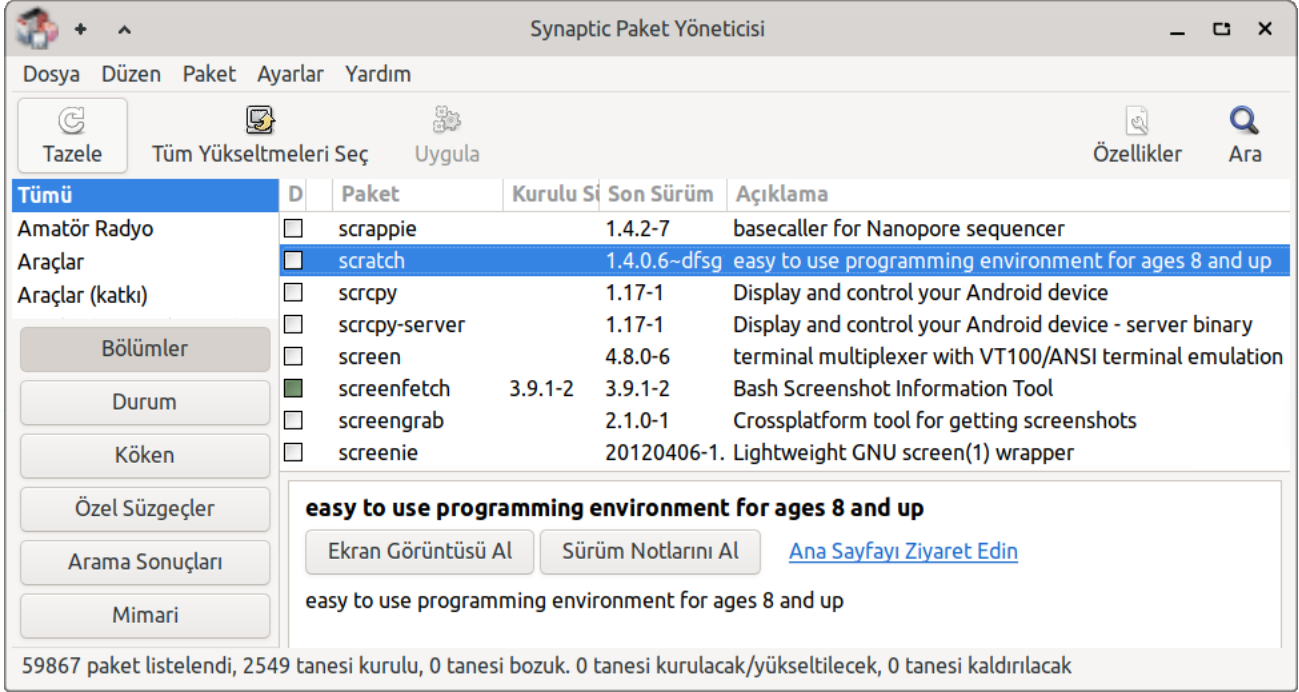 Synaptic Paket Yöneticisi
Dosya Düzen Paket Ayarlar Yardım
Tazele Tüm Yükseltmeleri Seç Uygula Özellikler Ara
Tümü
Amatör Radyo
Araçlar
Araçlar (katkı)
Bölümler
Durum
Köken
Özel Süzgeçler
Arama Sonuçları
Mimari
D Paket Kurulu Sü Son Sürüm Açıklama
scrappie 1.4.2-7 basecaller for Nanopore sequencer
scratch 1.4.0.6~dfsg easy to use programming environment for ages 8 and up
scrcpy 1.17-1 Display and control your Android device
scrcpy-server 1.17-1 Display and control your Android device - server binary
screen 4.8.0-6 terminal multiplexer with VT100/ANSI terminal emulation
screenfetch 3.9.1-2 3.9.1-2 Bash Screenshot Information Tool
screengrab 2.1.0-1 Crossplatform tool for getting screenshots
screenie 20120406-1. Lightweight GNU screen(1) wrapper
easy to use programming environment for ages 8 and up
Ekran Görüntüsü Al Sürüm Notlarını Al Ana Sayfayı Ziyaret Edin
easy to use programming environment for ages 8 and up
59867 paket listelendi, 2549 tanesi kurulu, 0 tanesi bozuk. 0 tanesi kurulacak/yükseltilecek, 0 tanesi kaldırılacak